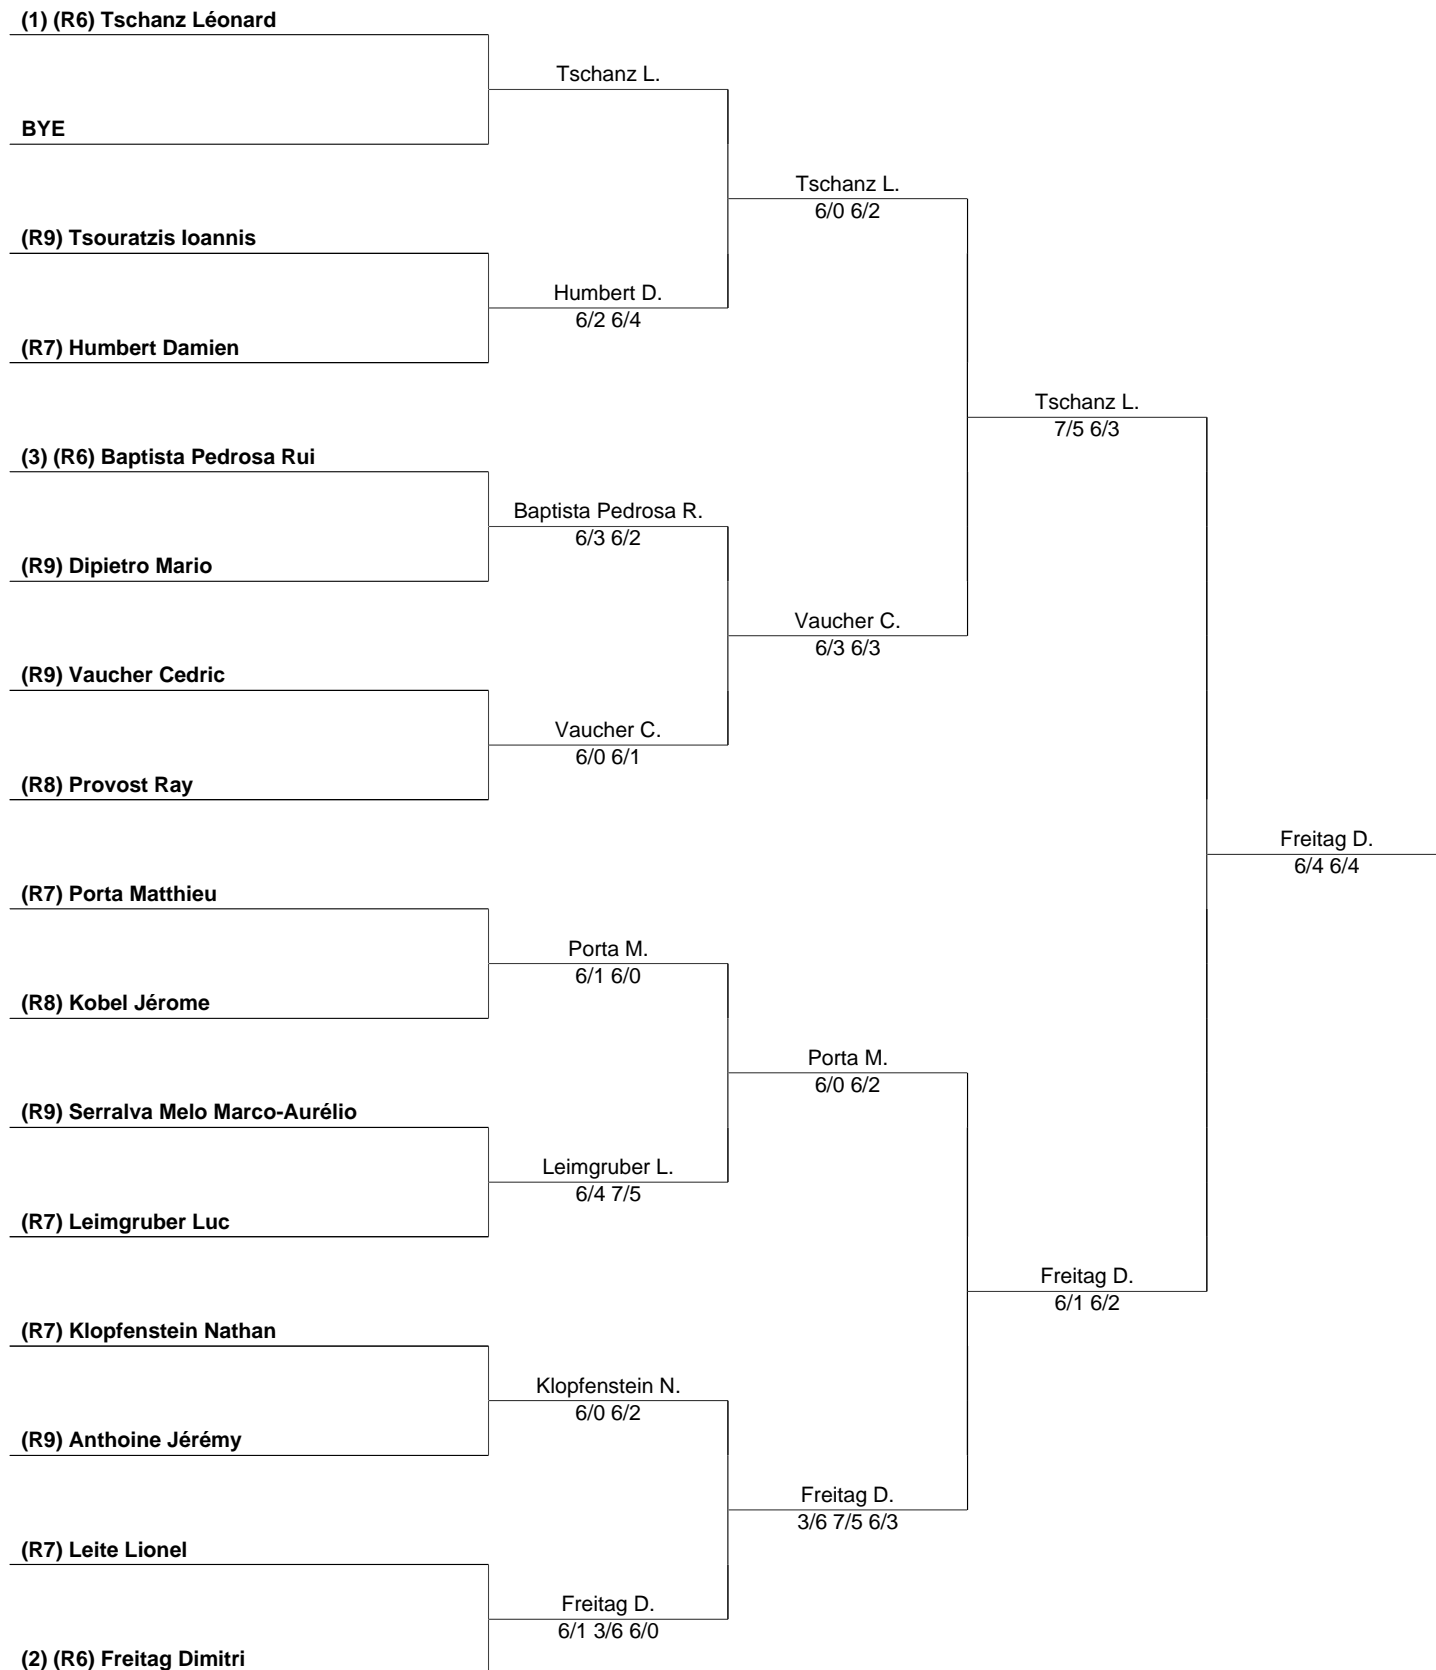 (1) (R6) Tschanz Léonard
Tschanz L.
BYE
Tschanz L.
6/0 6/2
(R9) Tsouratzis Ioannis
Humbert D.
6/2 6/4
(R7) Humbert Damien
Tschanz L.
7/5 6/3
(3) (R6) Baptista Pedrosa Rui
Baptista Pedrosa R.
6/3 6/2
(R9) Dipietro Mario
Vaucher C.
6/3 6/3
(R9) Vaucher Cedric
Vaucher C.
6/0 6/1
(R8) Provost Ray
Freitag D.
6/4 6/4
(R7) Porta Matthieu
Porta M.
6/1 6/0
(R8) Kobel Jérome
Porta M.
6/0 6/2
(R9) Serralva Melo Marco-Aurélio
Leimgruber L.
6/4 7/5
(R7) Leimgruber Luc
Freitag D.
6/1 6/2
(R7) Klopfenstein Nathan
Klopfenstein N.
6/0 6/2
(R9) Anthoine Jérémy
Freitag D.
3/6 7/5 6/3
(R7) Leite Lionel
Freitag D.
6/1 3/6 6/0
(2) (R6) Freitag Dimitri